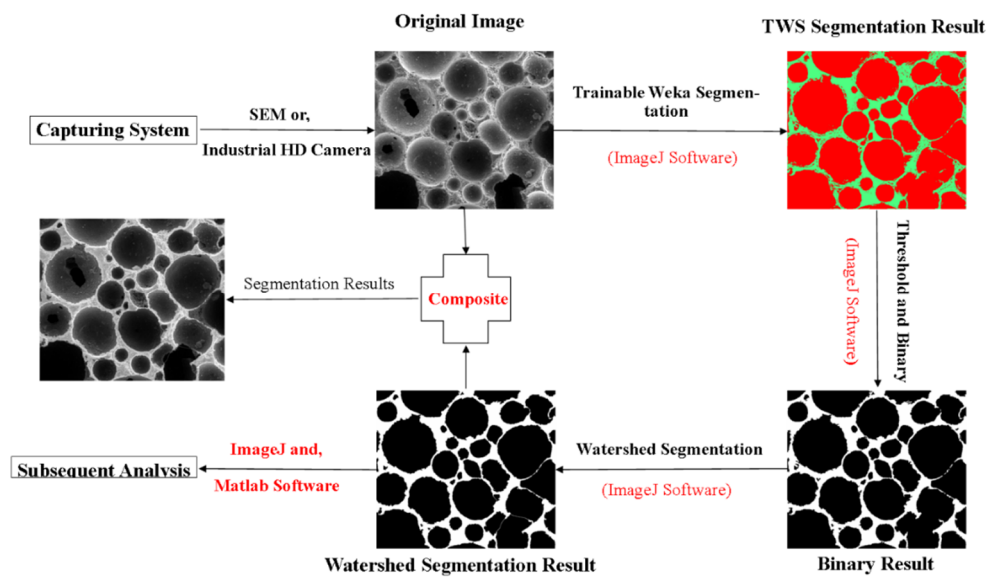 Original Image
TWS Segmentation Result
Capturing System
SEM or,
Industrial HD Camera
Trainable Weka Segmen-
tation
(ImageJ Software)
Threshold and Binary
(ImageJ Software)
Segmentation Results
Composite
Watershed Segmentation
(ImageJ Software)
ImageJ and,
Matlab Software
Subsequent Analysis
Watershed Segmentation Result
Binary Result